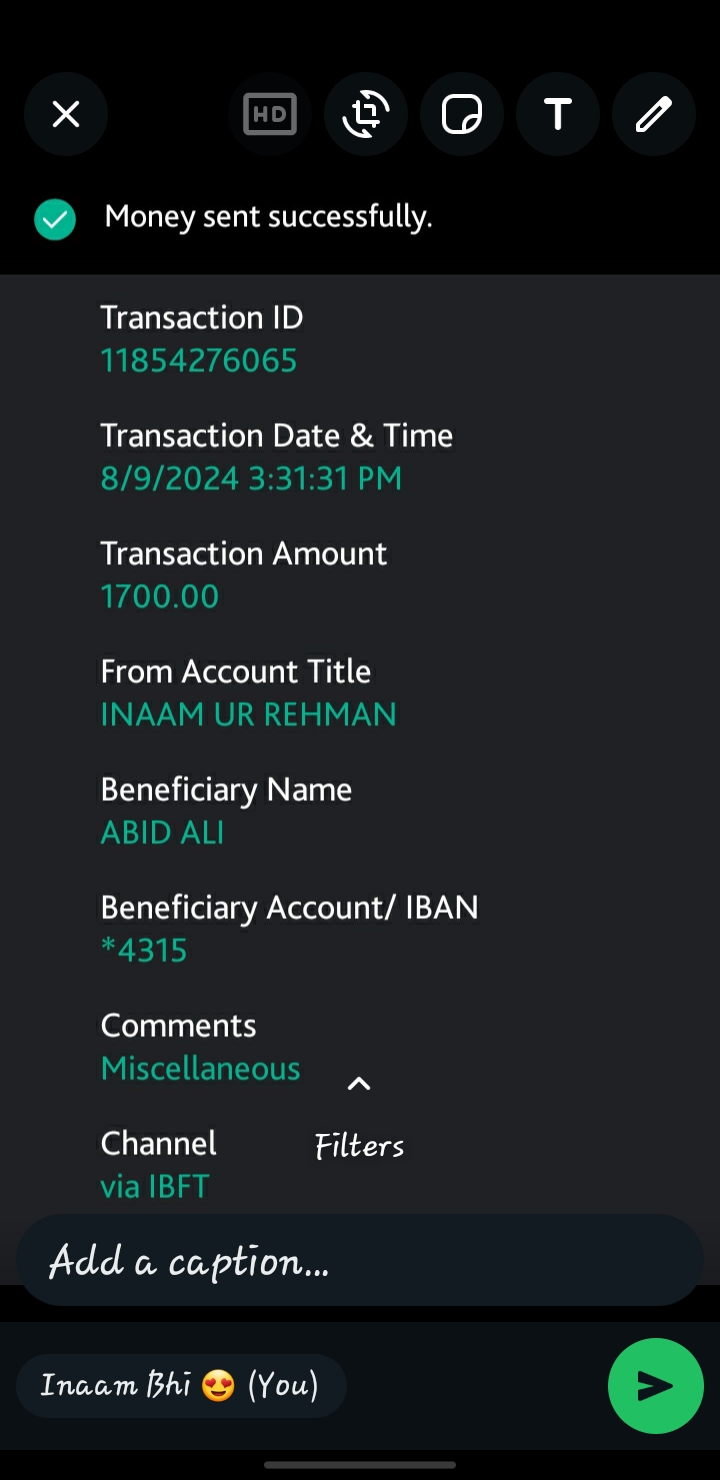 HD
T
Money sent successfully.
Transaction ID
11854276065
Transaction Date & Time
8/9/2024 3:31:31 PM
Transaction Amount
1700.00
From Account Title
INAAM UR REHMAN
Beneficiary Name
ABID ALI
Beneficiary Account/ IBAN
*4315
Comments
Miscellaneous
Channel
Filters
via IBFT
Add a caption...
Inaam Bhi 😍 (You)